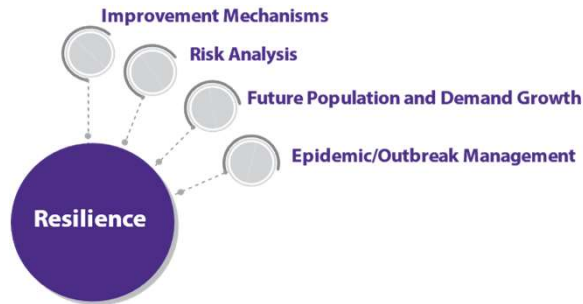 Improvement Mechanisms
Risk Analysis
Future Population and Demand Growth
Epidemic/Outbreak Management
Resilience